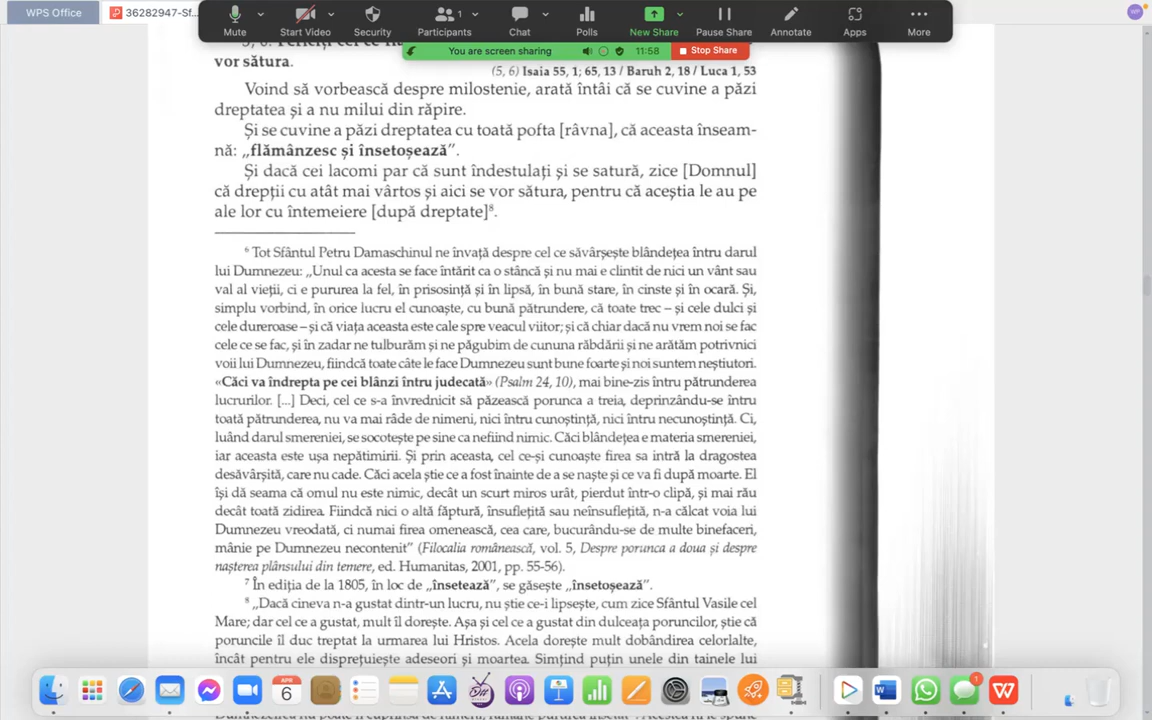 WPS Office
36282947-Sf.
Mute
Start Video
Security
Participants
1
Chat
Polls
New Share
Pause Share
Annotate
Apps
More
You are screen sharing
11:58
Stop Share
vor sătura.
(5, 6) Isaia 55, 1; 65, 13 / Baruh 2, 18 / Luca 1, 53
Voind să vorbească despre milostenie, arată întâi că se cuvine a păzi
dreptatea și a nu milui din răpire.
Și se cuvine a păzi dreptatea cu toată pofta [râvna], că aceasta înseam-
nă: „flămânzesc și însetoșează”.
Și dacă cei lacomi par că sunt îndestulați și se satură, zice [Domnul]
că drepții cu atât mai vârtos și aici se vor sătura, pentru că aceștia le au pe
ale lor cu întemeiere [după dreptate]⁸.
⁶ Tot Sfântul Petru Damaschinul ne învață despre cel ce săvârșește blândețea întru darul
lui Dumnezeu: „Unul ca acesta se face întărit ca o stâncă și nu mai e clintit de nici un vânt sau
val al vieții, ci e pururea la fel, în prisosință și în lipsă, în bună stare, în cinste și în ocară. Și,
simplu vorbind, în orice lucru el cunoaște, cu bună pătrundere, că toate trec – și cele dulci și
cele dureroase – și că viața aceasta este cale spre veacul viitor; și că chiar dacă nu vrem noi se fac
cele ce se fac, și în zadar ne tulburăm și ne păgubim de cununa răbdării și ne arătăm potrivnici
voii lui Dumnezeu, fiindcă toate câte le face Dumnezeu sunt bune foarte și noi suntem neștiutori.
«Căci va îndrepta pe cei blânzi întru judecată» (Psalm 24, 10), mai bine-zis întru pătrunderea
lucrurilor. [...] Deci, cel ce s-a învrednicit să păzească porunca a treia, deprinzându-se întru
toată pătrunderea, nu va mai râde de nimeni, nici întru cunoștință, nici întru necunoștință. Ci,
luând darul smereniei, se socotește pe sine ca nefiind nimic. Căci blândețea e materia smereniei,
iar aceasta este ușa nepătimirii. Și prin aceasta, cel ce-și cunoaște firea sa intră la dragostea
desăvârșită, care nu cade. Căci acela știe ce a fost înainte de a se naște și ce va fi după moarte. El
își dă seama că omul nu este nimic, decât un scurt miros urât, pierdut într-o clipă, și mai rău
decât toată zidirea. Fiindcă nici o altă făptură, însuflețită sau neînsuflețită, n-a călcat voia lui
Dumnezeu vreodată, ci numai firea omenească, cea care, bucurându-se de multe binefaceri,
mânie pe Dumnezeu necontenit” (Filocalia românească, vol. 5, Despre porunca a doua și despre
nașterea plânsului din temere, ed. Humanitas, 2001, pp. 55-56).
⁷ În ediția de la 1805, în loc de „însetează”, se găsește „însetoșează”.
⁸ „Dacă cineva n-a gustat dintr-un lucru, nu știe ce-i lipsește, cum zice Sfântul Vasile cel
Mare; dar cel ce a gustat, mult îl dorește. Așa și cel ce a gustat din dulceața poruncilor, știe că
poruncile îl duc treptat la urmarea lui Hristos. Acela dorește mult dobândirea celorlalte,
încât pentru ele disprețuiește adeseori și moartea. Simțind puțin unele din tainele lui
APR
6
1